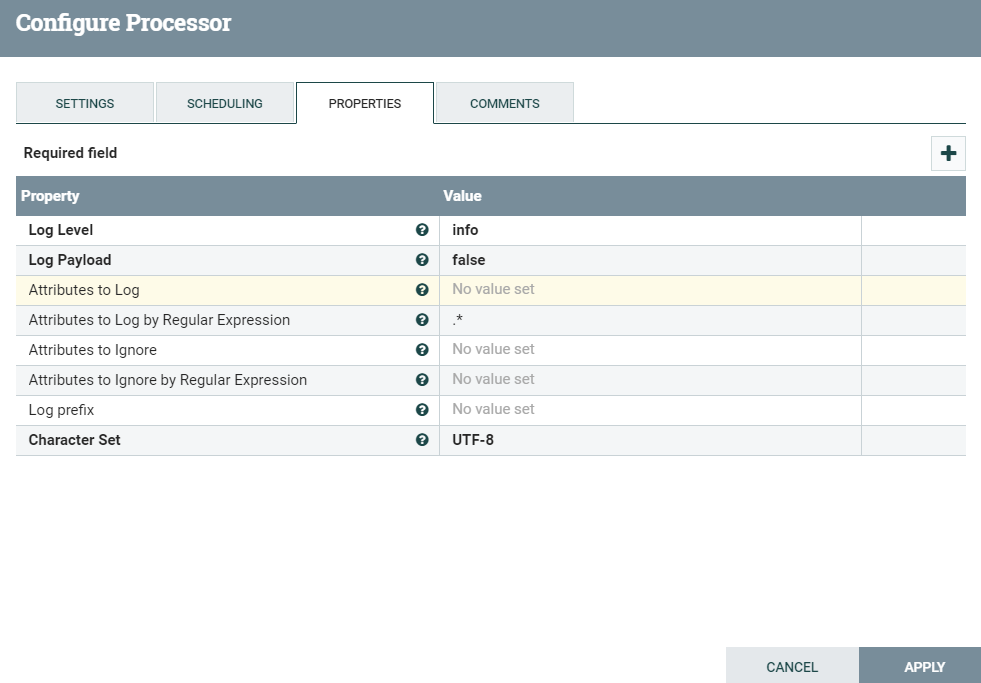 Configure Processor
SETTINGS SCHEDULING PROPERTIES COMMENTS
Required field
Property Value
Log Level info
Log Payload false
Attributes to Log No value set
Attributes to Log by Regular Expression .*
Attributes to Ignore No value set
Attributes to Ignore by Regular Expression No value set
Log prefix No value set
Character Set UTF-8
CANCEL APPLY